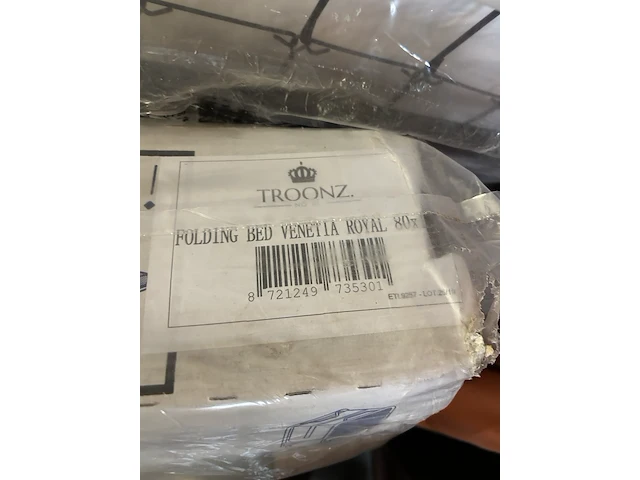 TROONZ.
FOLDING BED VENETIA ROYAL 80x
8 721249 735301